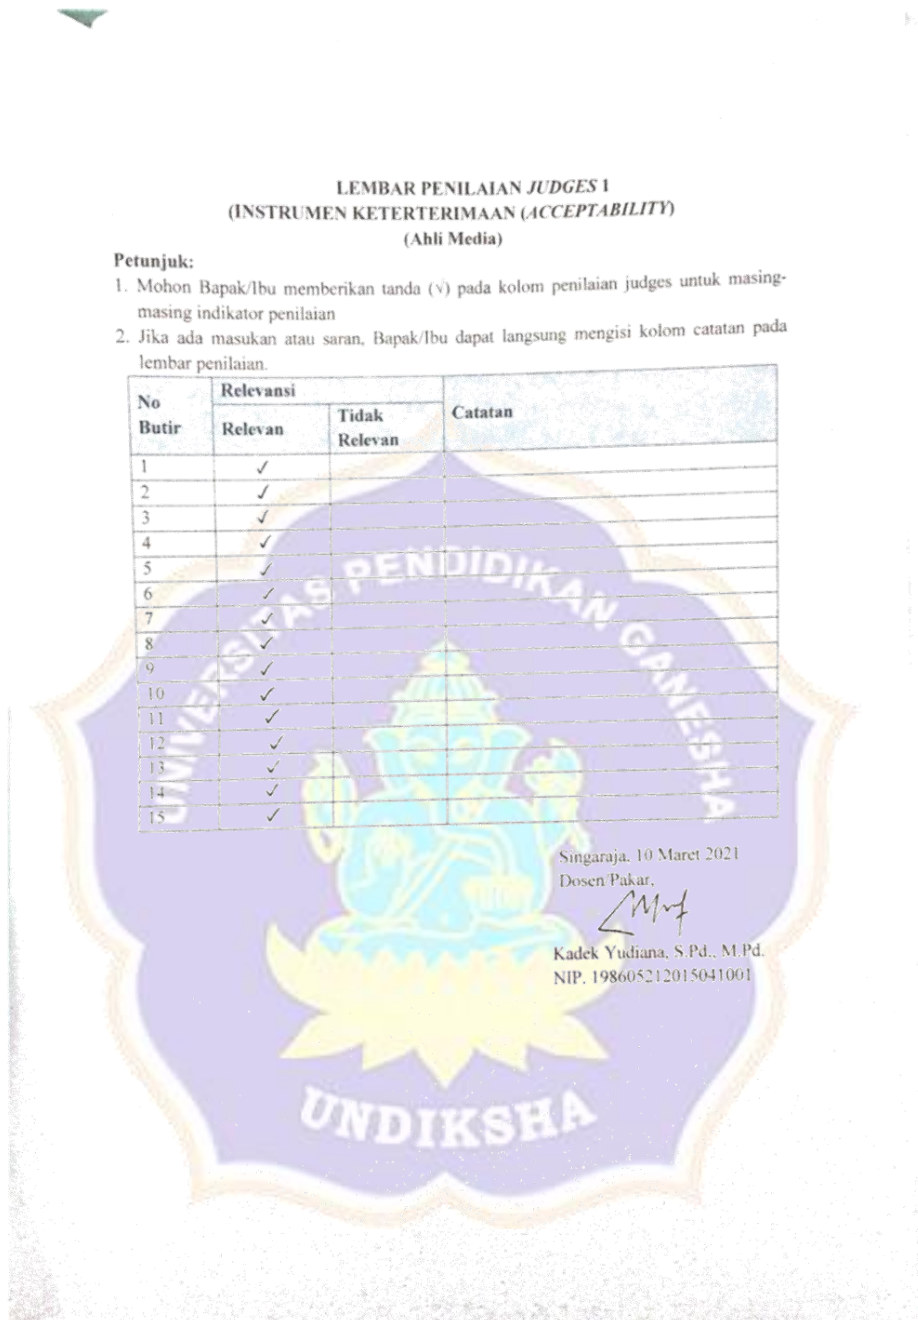 LEMBAR PENILAIAN JUDGES 1
(INSTRUMEN KETERTERIMAAN (ACCEPTABILITY)
(Ahli Media)
Petunjuk:
1. Mohon Bapak/Ibu memberikan tanda (√) pada kolom penilaian judges untuk masing-
masing indikator penilaian
2. Jika ada masukan atau saran, Bapak/Ibu dapat langsung mengisi kolom catatan pada
lembar penilaian.
No Butir Relevansi Catatan
Relevan Tidak Relevan
1 ✓
2 ✓
3 ✓
4 ✓
5 ✓
6 ✓
7 ✓
8 ✓
9 ✓
10 ✓
11 ✓
12 ✓
13 ✓
14 ✓
15 ✓
UNIVERSITAS PENDIDIKAN GANESHA
Singaraja, 10 Maret 2021
Dosen/Pakar,
Kadek Yudiana, S.Pd., M.Pd.
NIP. 198605212015041001
UNDIKSHA